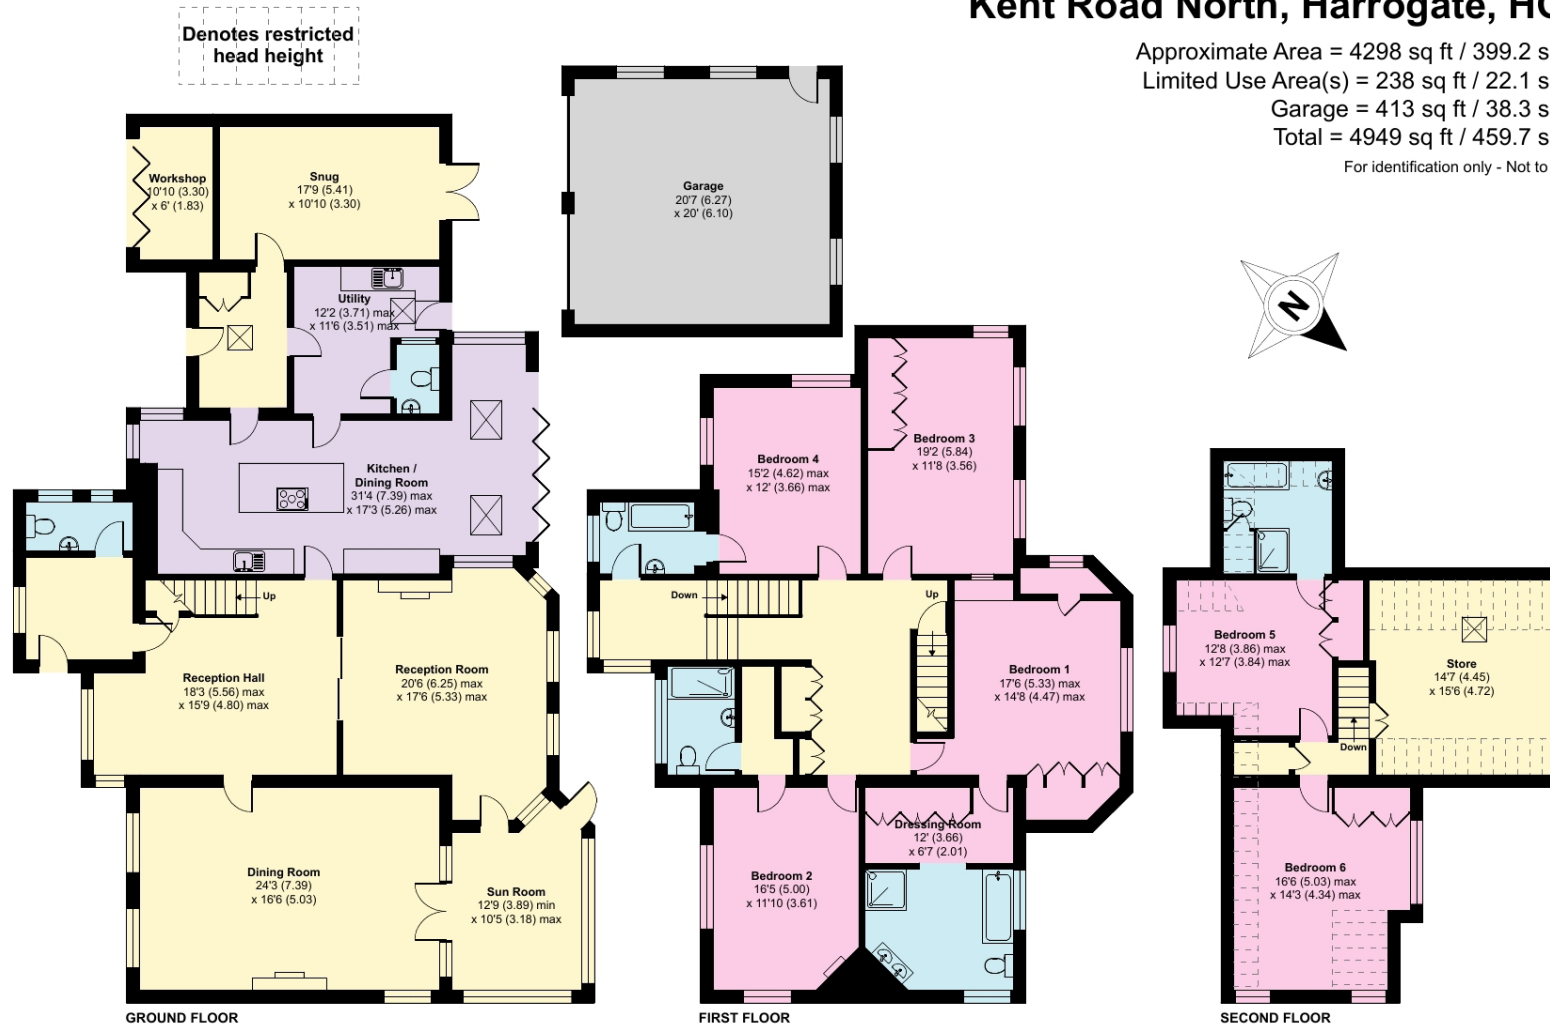 Kent Road North, Harrogate, HG
Denotes restricted
head height
Approximate Area = 4298 sq ft / 399.2 s
Limited Use Area(s) = 238 sq ft / 22.1 s
Garage = 413 sq ft / 38.3 s
Total = 4949 sq ft / 459.7 s
For identification only - Not to
Workshop
10'10 (3.30)
x 6' (1.83)
Snug
17'9 (5.41)
x 10'10 (3.30)
Garage
20'7 (6.27)
x 20' (6.10)
Utility
12'2 (3.71) max
x 11'6 (3.51) max
N
Kitchen /
Dining Room
31'4 (7.39) max
x 17'3 (5.26) max
Up
Reception Hall
18'3 (5.56) max
x 15'9 (4.80) max
Reception Room
20'6 (6.25) max
x 17'6 (5.33) max
Dining Room
24'3 (7.39)
x 16'6 (5.03)
Sun Room
12'9 (3.89) min
x 10'5 (3.18) max
GROUND FLOOR
Bedroom 4
15'2 (4.62) max
x 12' (3.66) max
Bedroom 3
19'2 (5.84)
x 11'8 (3.56)
Down
Up
Bedroom 1
17'6 (5.33) max
x 14'8 (4.47) max
Dressing Room
12' (3.66)
x 6'7 (2.01)
Bedroom 2
16'5 (5.00)
x 11'10 (3.61)
FIRST FLOOR
Bedroom 5
12'8 (3.86) max
x 12'7 (3.84) max
Store
14'7 (4.45)
x 15'6 (4.72)
Down
Bedroom 6
16'6 (5.03) max
x 14'3 (4.34) max
SECOND FLOOR